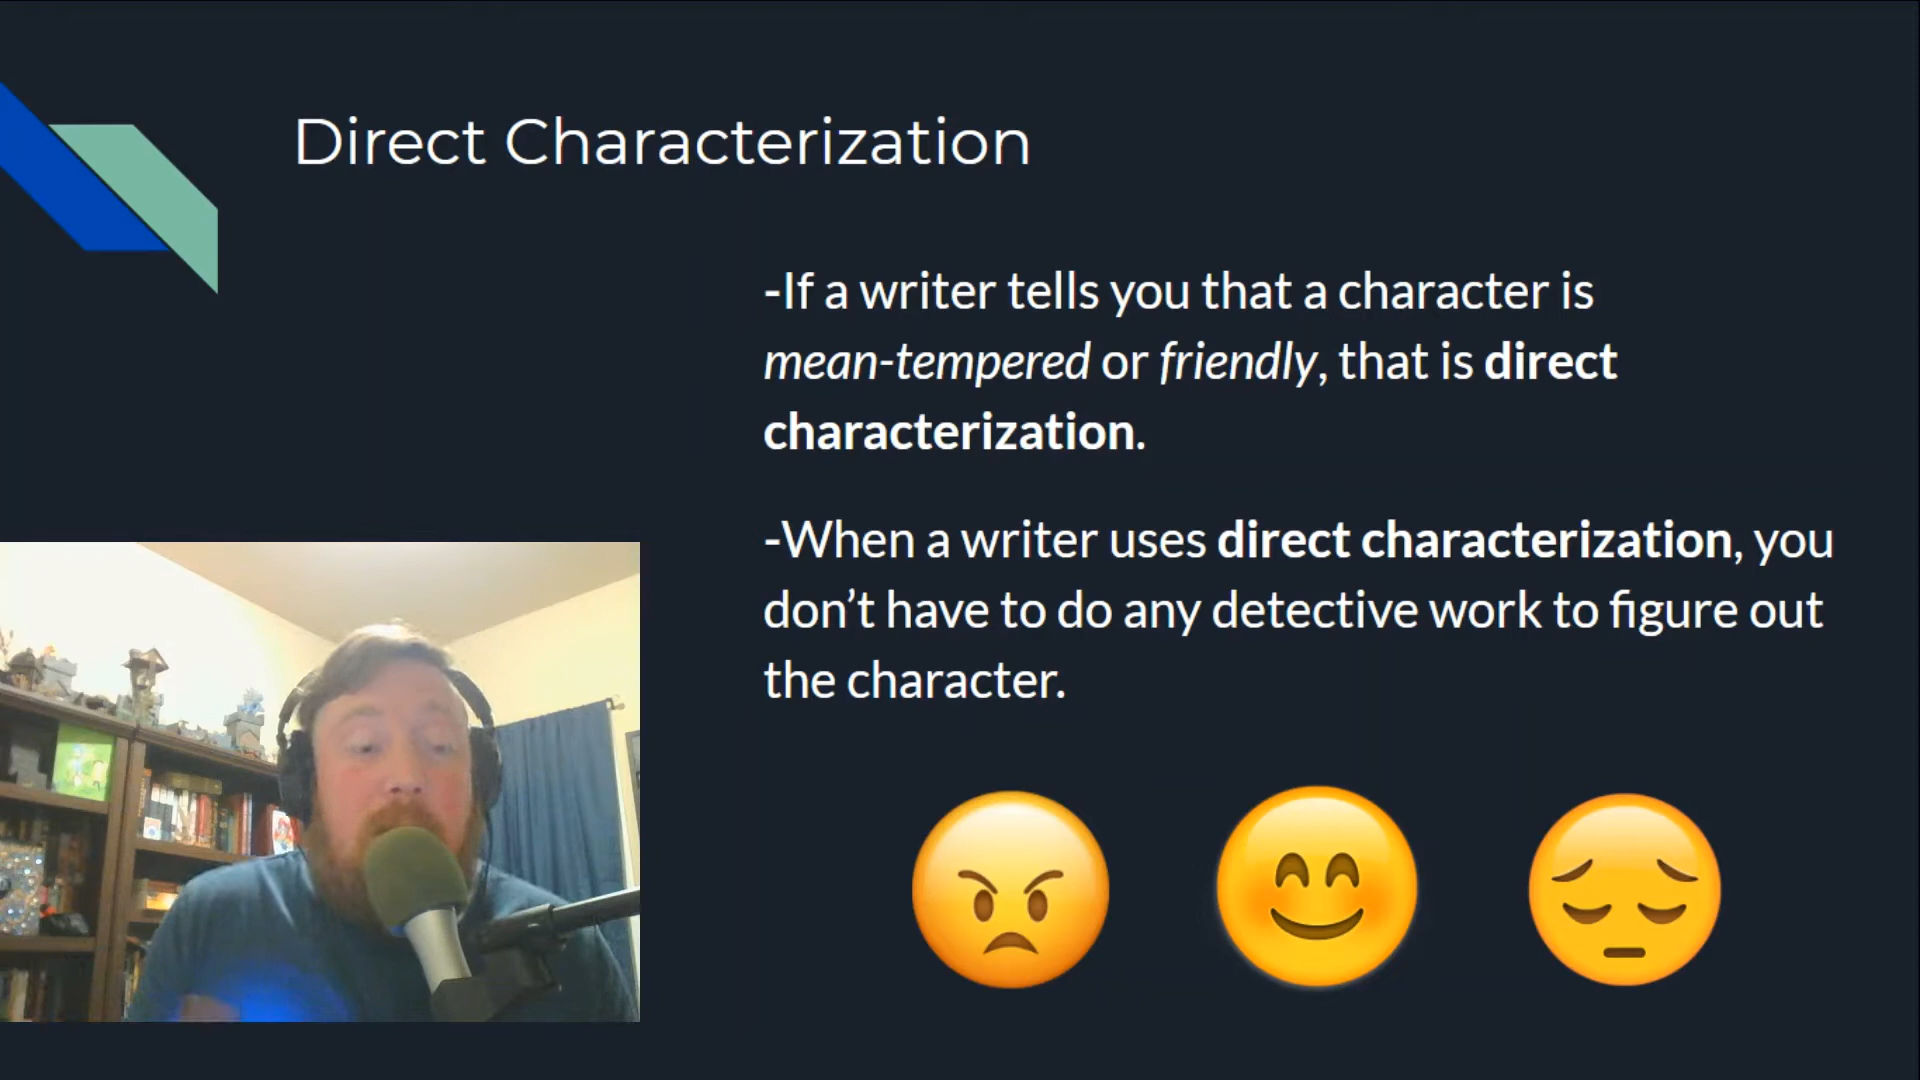 Direct Characterization
-If a writer tells you that a character is
mean-tempered or friendly, that is direct
characterization.
-When a writer uses direct characterization, you
don’t have to do any detective work to figure out
the character.